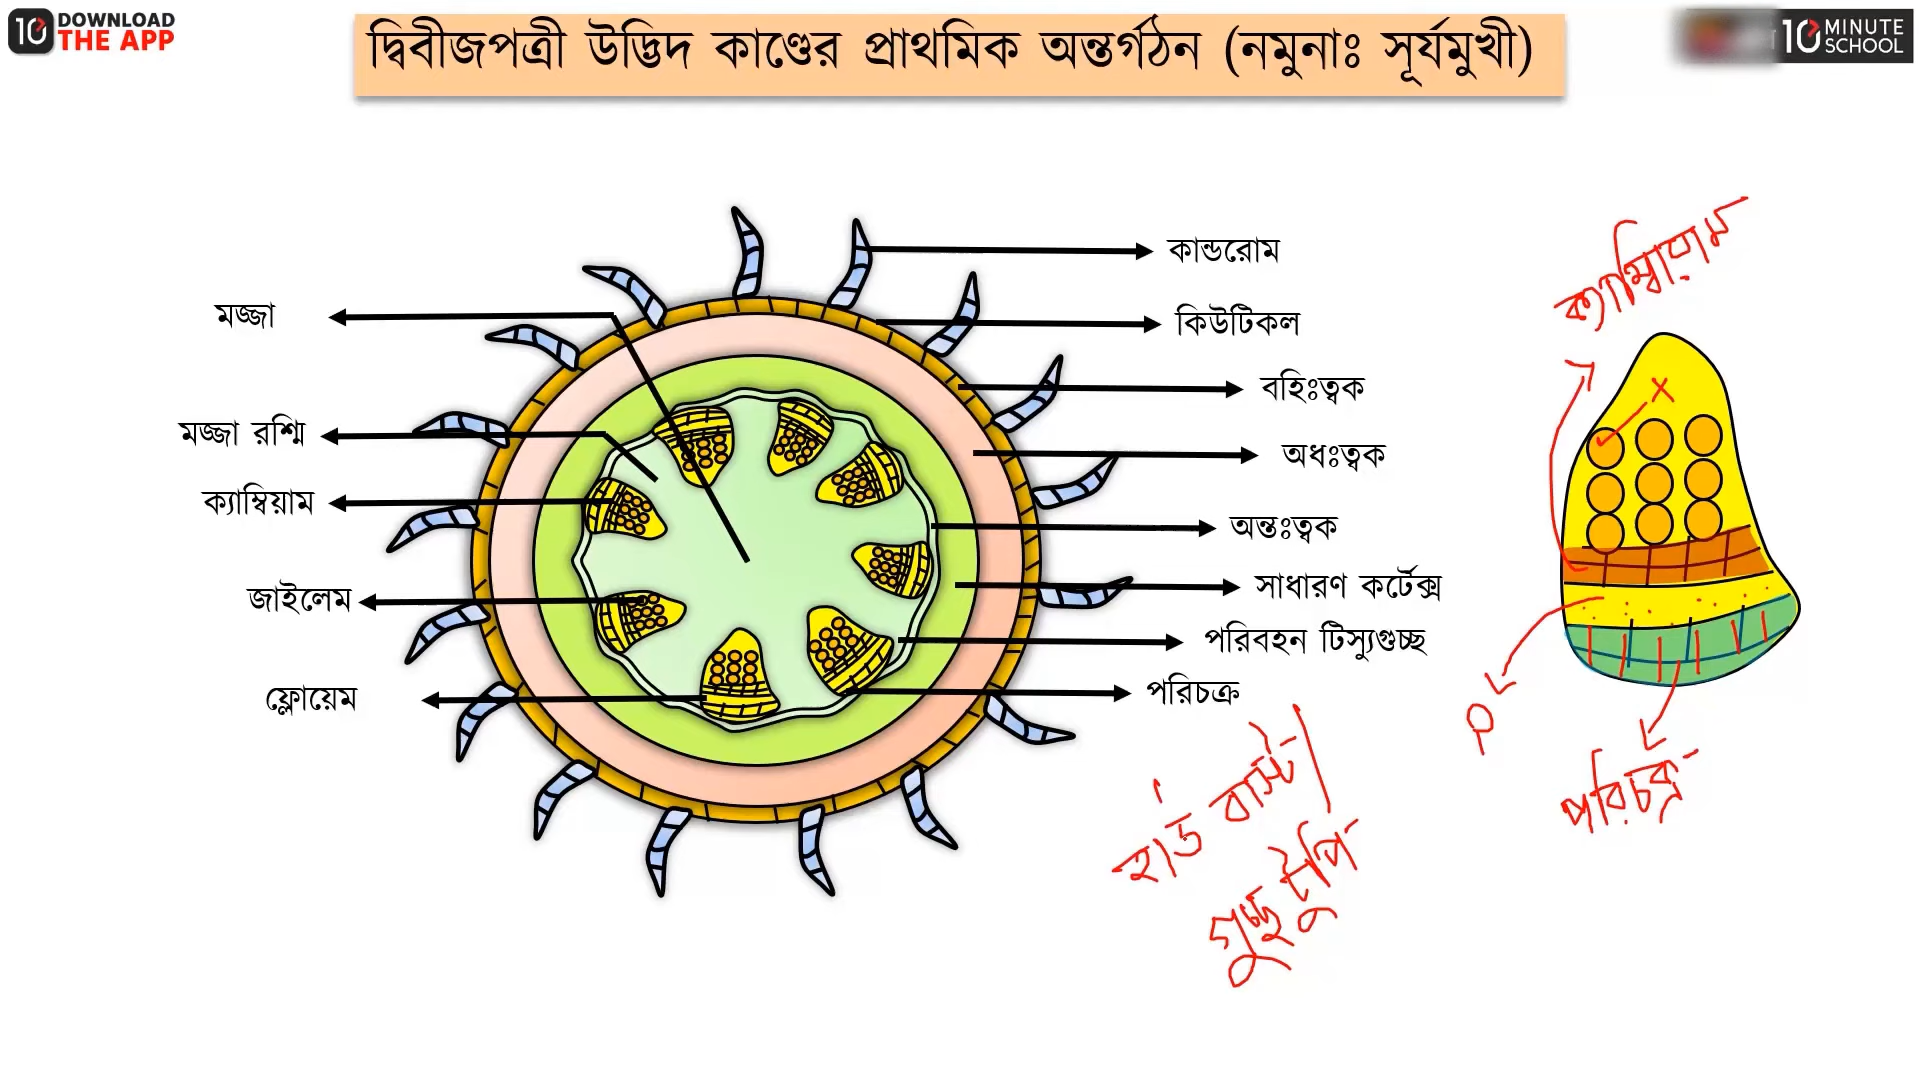 10 DOWNLOAD
THE APP
দ্বিবীজপত্রী উদ্ভিদ কাণ্ডের প্রাথমিক অন্তর্গঠন (নমুনাঃ সূর্যমুখী)
10 MINUTE
SCHOOL
মজ্জা
মজ্জা রশ্মি
ক্যাম্বিয়াম
জাইলেম
ফ্লোয়েম
কান্ডরোম
কিউটিকল
বহিঃত্বক
অধঃত্বক
অন্তঃত্বক
সাধারণ কর্টেক্স
পরিবহন টিস্যুগুচ্ছ
পরিচক্র
ক্যাম্বিয়াম
X
P
পরিচক্র
হার্ড বাস্ট
গুচ্ছ টুপি